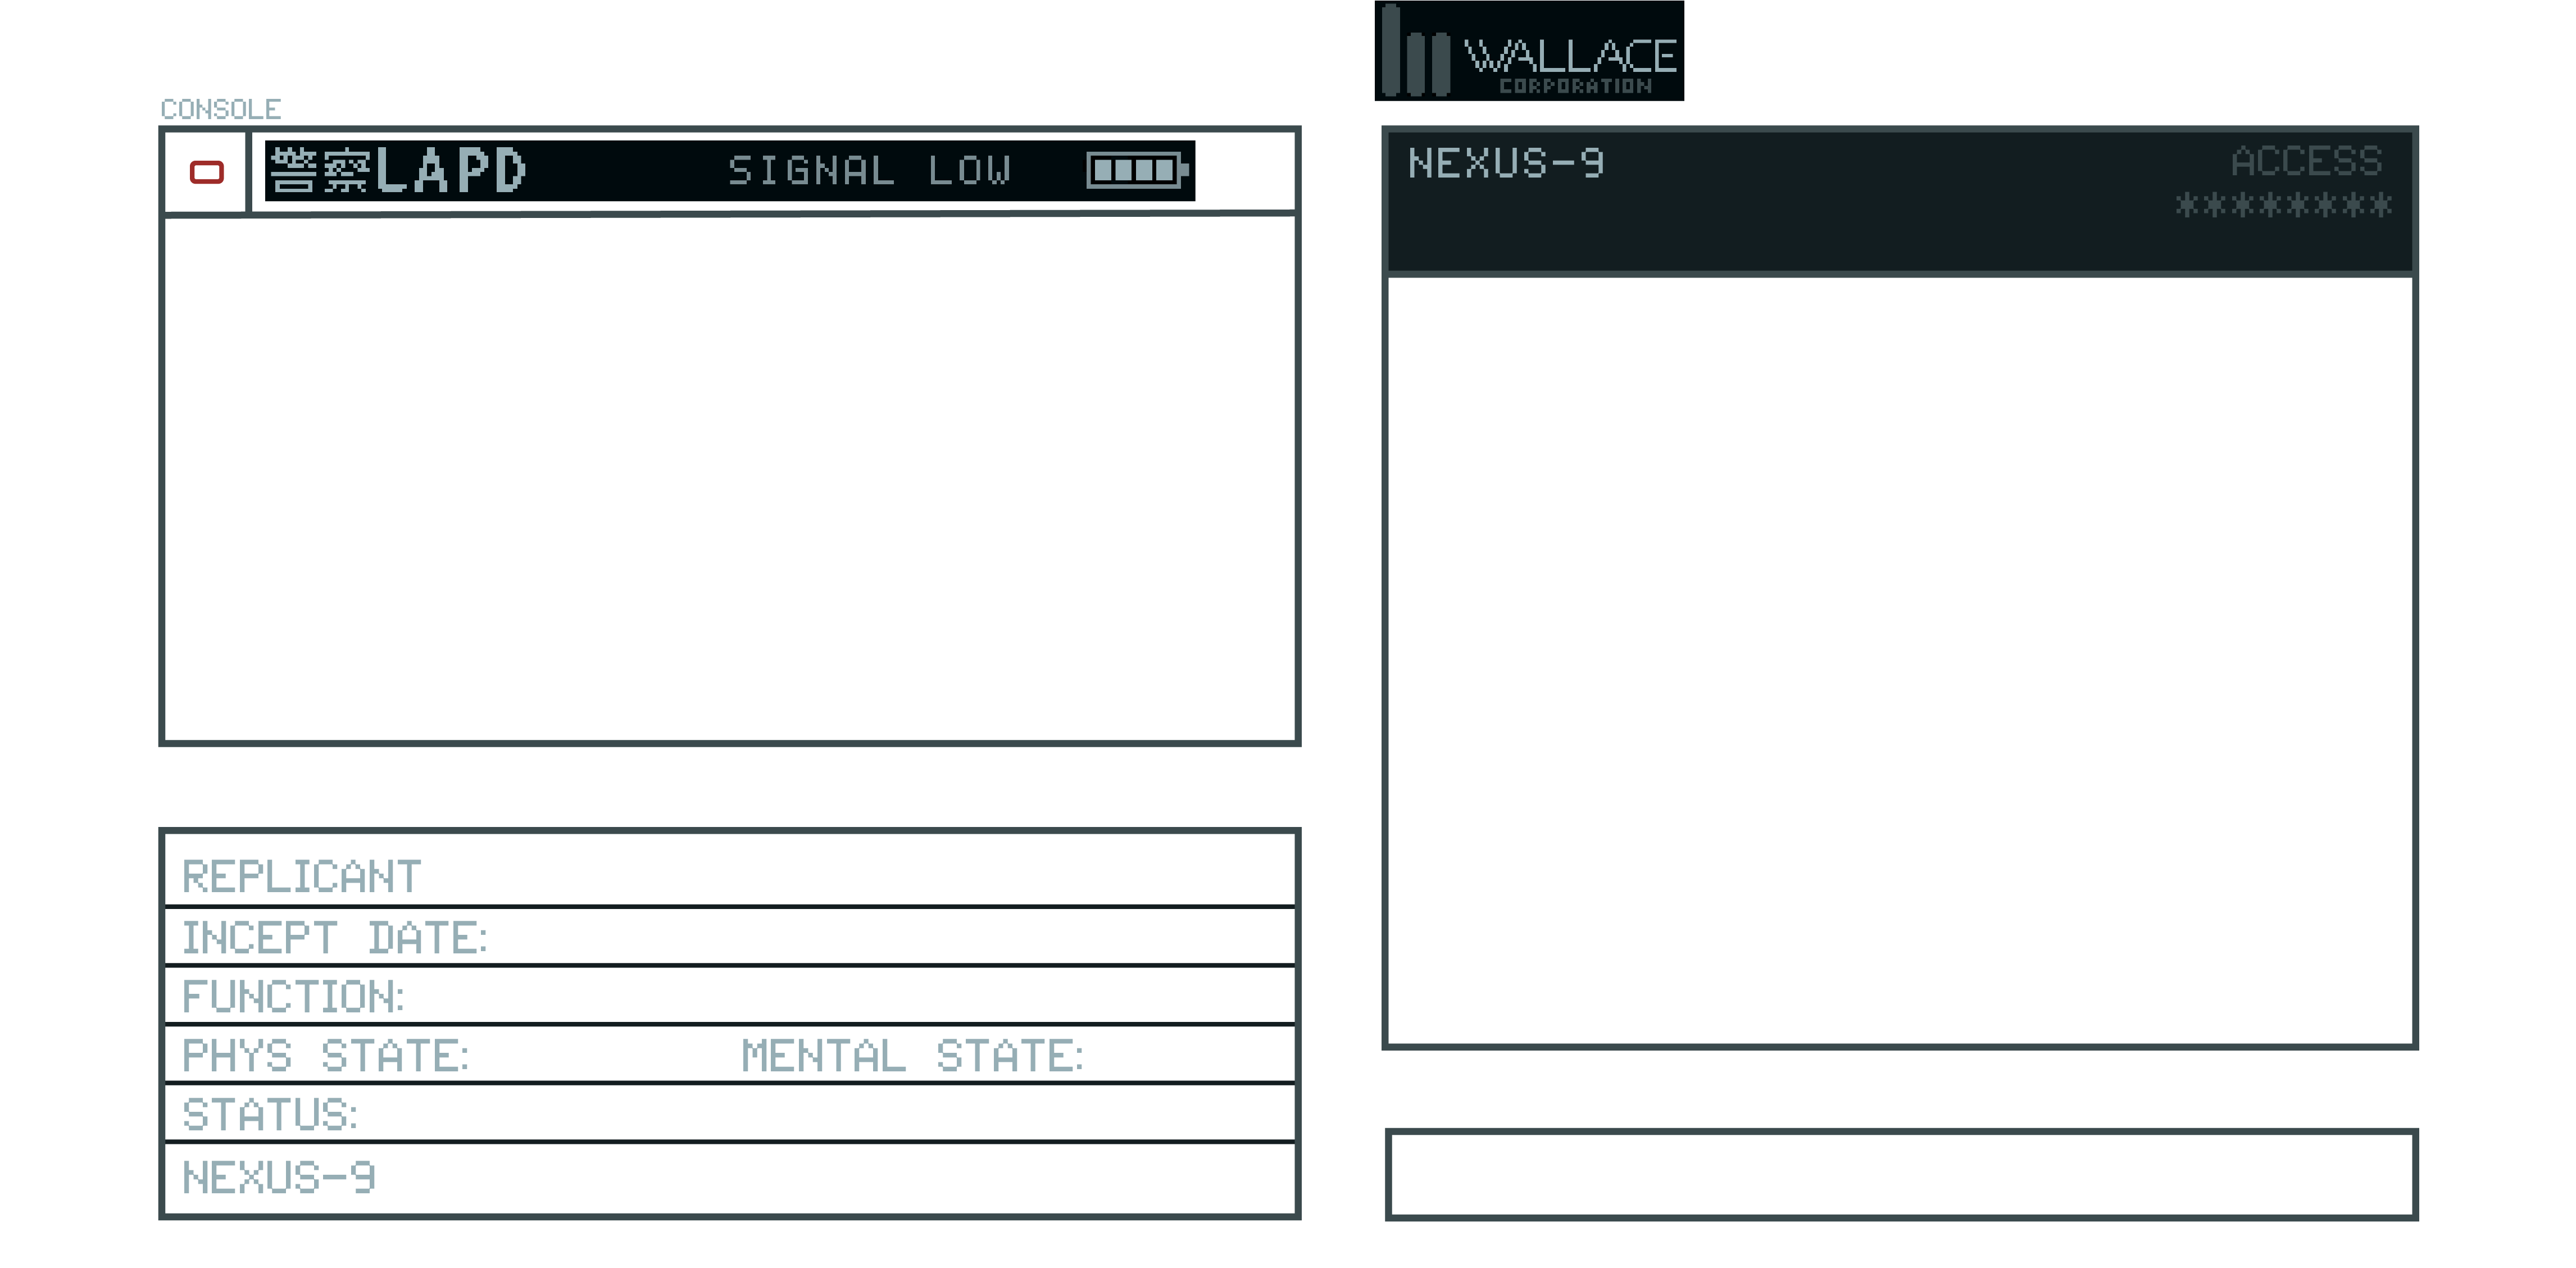 WALLACE
CORPORATION
CONSOLE
警察LAPD SIGNAL LOW
NEXUS-9 ACCESS
********
REPLICANT
INCEPT DATE:
FUNCTION:
PHYS STATE: MENTAL STATE:
STATUS:
NEXUS-9